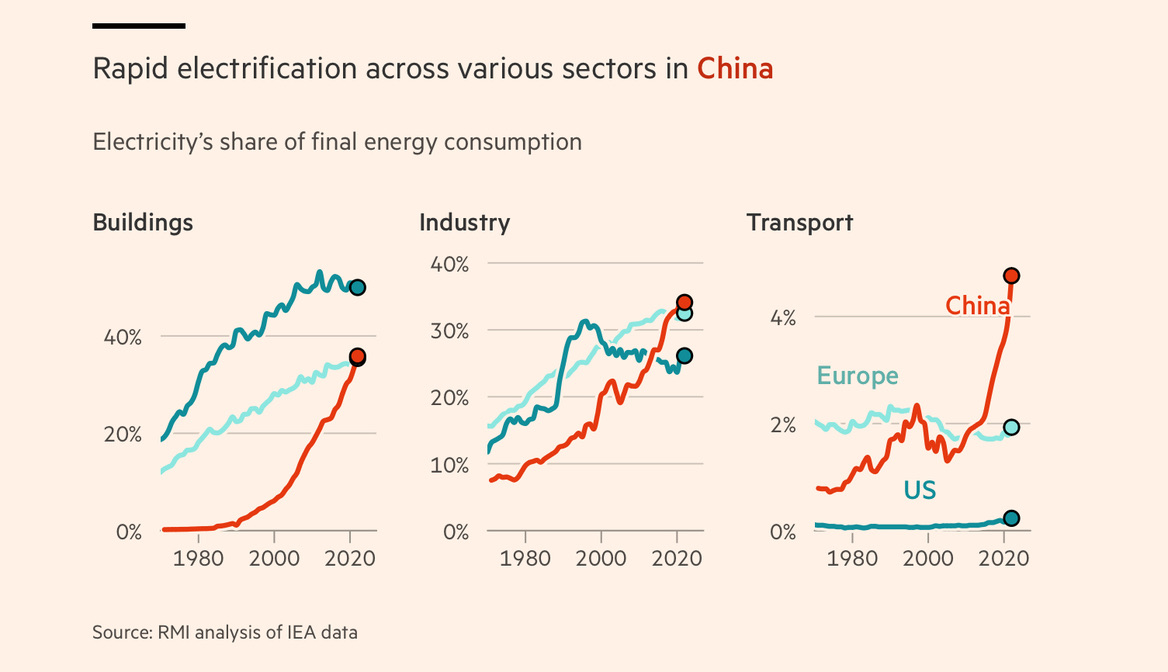 Rapid electrification across various sectors in China
Electricity’s share of final energy consumption
Buildings
Industry
Transport
40%
20%
0%
1980 2000 2020
40%
30%
20%
10%
0%
1980 2000 2020
4%
2%
0%
China
Europe
US
1980 2000 2020
Source: RMI analysis of IEA data